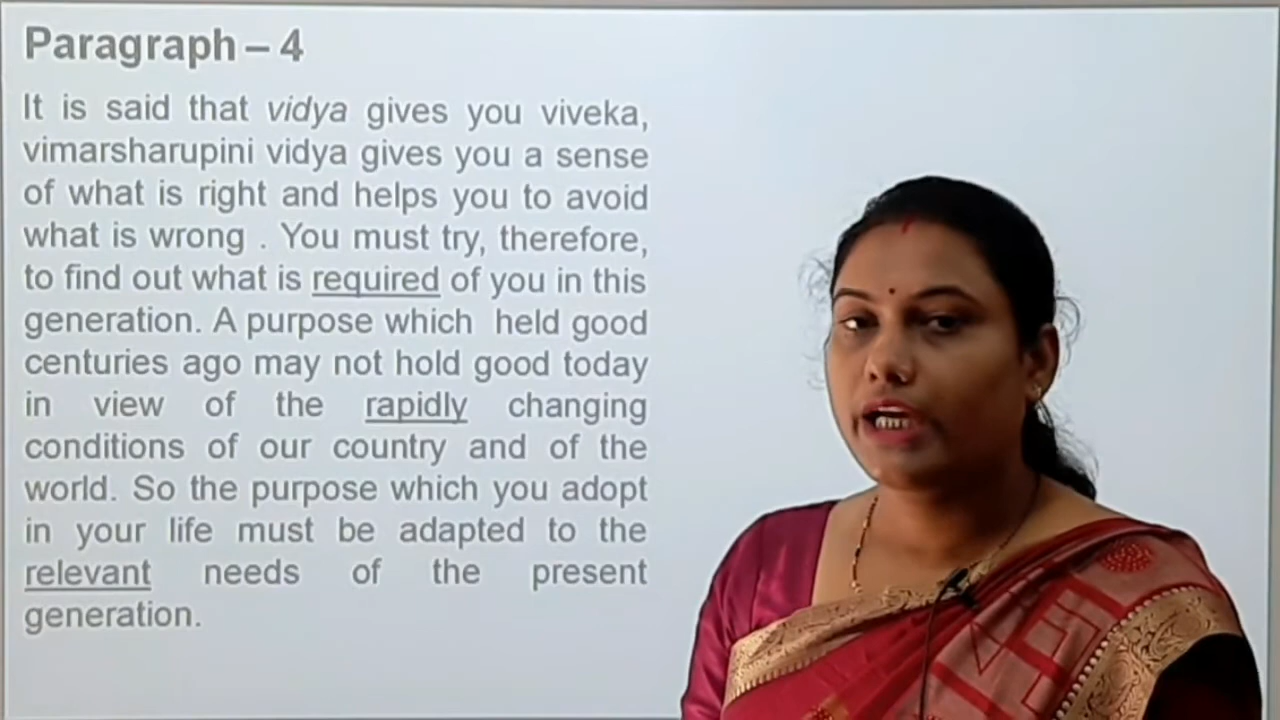 Paragraph – 4
It is said that vidya gives you viveka,
vimarsharupini vidya gives you a sense
of what is right and helps you to avoid
what is wrong . You must try, therefore,
to find out what is required of you in this
generation. A purpose which held good
centuries ago may not hold good today
in view of the rapidly changing
conditions of our country and of the
world. So the purpose which you adopt
in your life must be adapted to the
relevant needs of the present
generation.